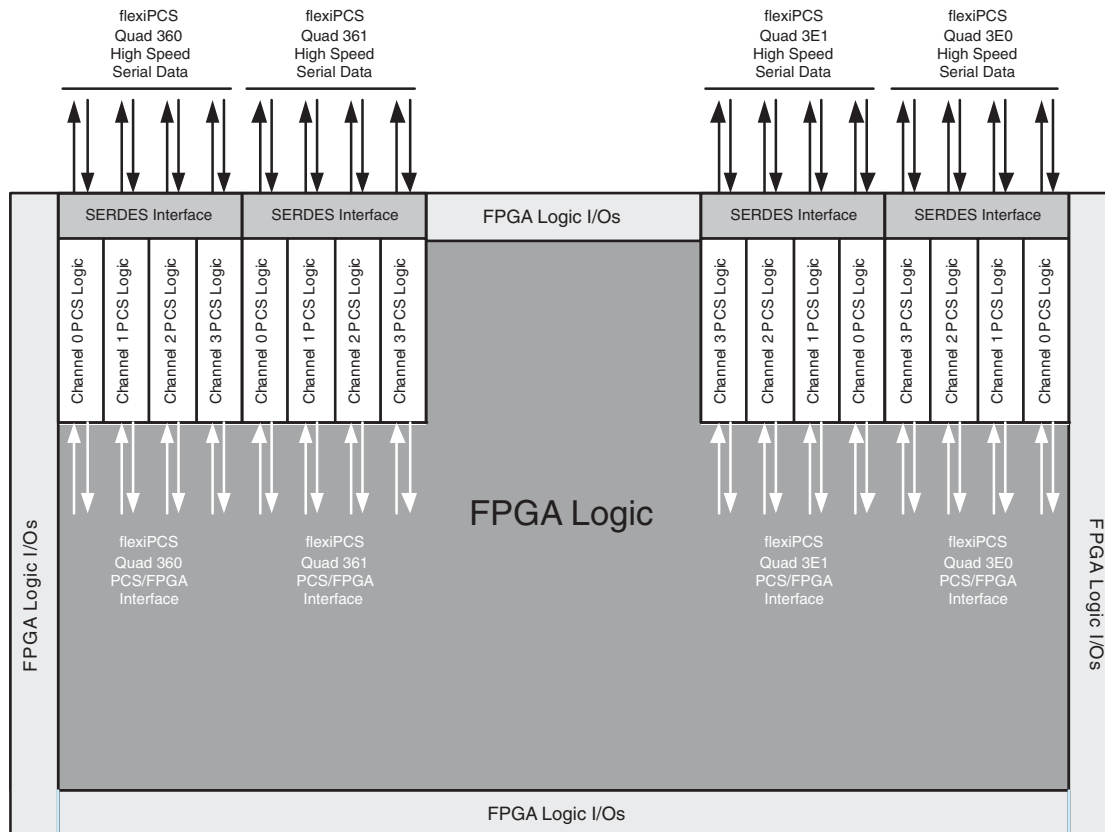 flexiPCS
Quad 360
High Speed
Serial Data
flexiPCS
Quad 361
High Speed
Serial Data
flexiPCS
Quad 3E1
High Speed
Serial Data
flexiPCS
Quad 3E0
High Speed
Serial Data
SERDES Interface
SERDES Interface
FPGA Logic I/Os
SERDES Interface
SERDES Interface
Channel 0 PCS Logic
Channel 1 PCS Logic
Channel 2 PCS Logic
Channel 3 PCS Logic
Channel 0 PCS Logic
Channel 1 PCS Logic
Channel 2 PCS Logic
Channel 3 PCS Logic
Channel 3 PCS Logic
Channel 2 PCS Logic
Channel 1 PCS Logic
Channel 0 PCS Logic
Channel 3 PCS Logic
Channel 2 PCS Logic
Channel 1 PCS Logic
Channel 0 PCS Logic
FPGA Logic
FPGA Logic I/Os
FPGA Logic I/Os
flexiPCS
Quad 360
PCS/FPGA
Interface
flexiPCS
Quad 361
PCS/FPGA
Interface
flexiPCS
Quad 3E1
PCS/FPGA
Interface
flexiPCS
Quad 3E0
PCS/FPGA
Interface
FPGA Logic I/Os